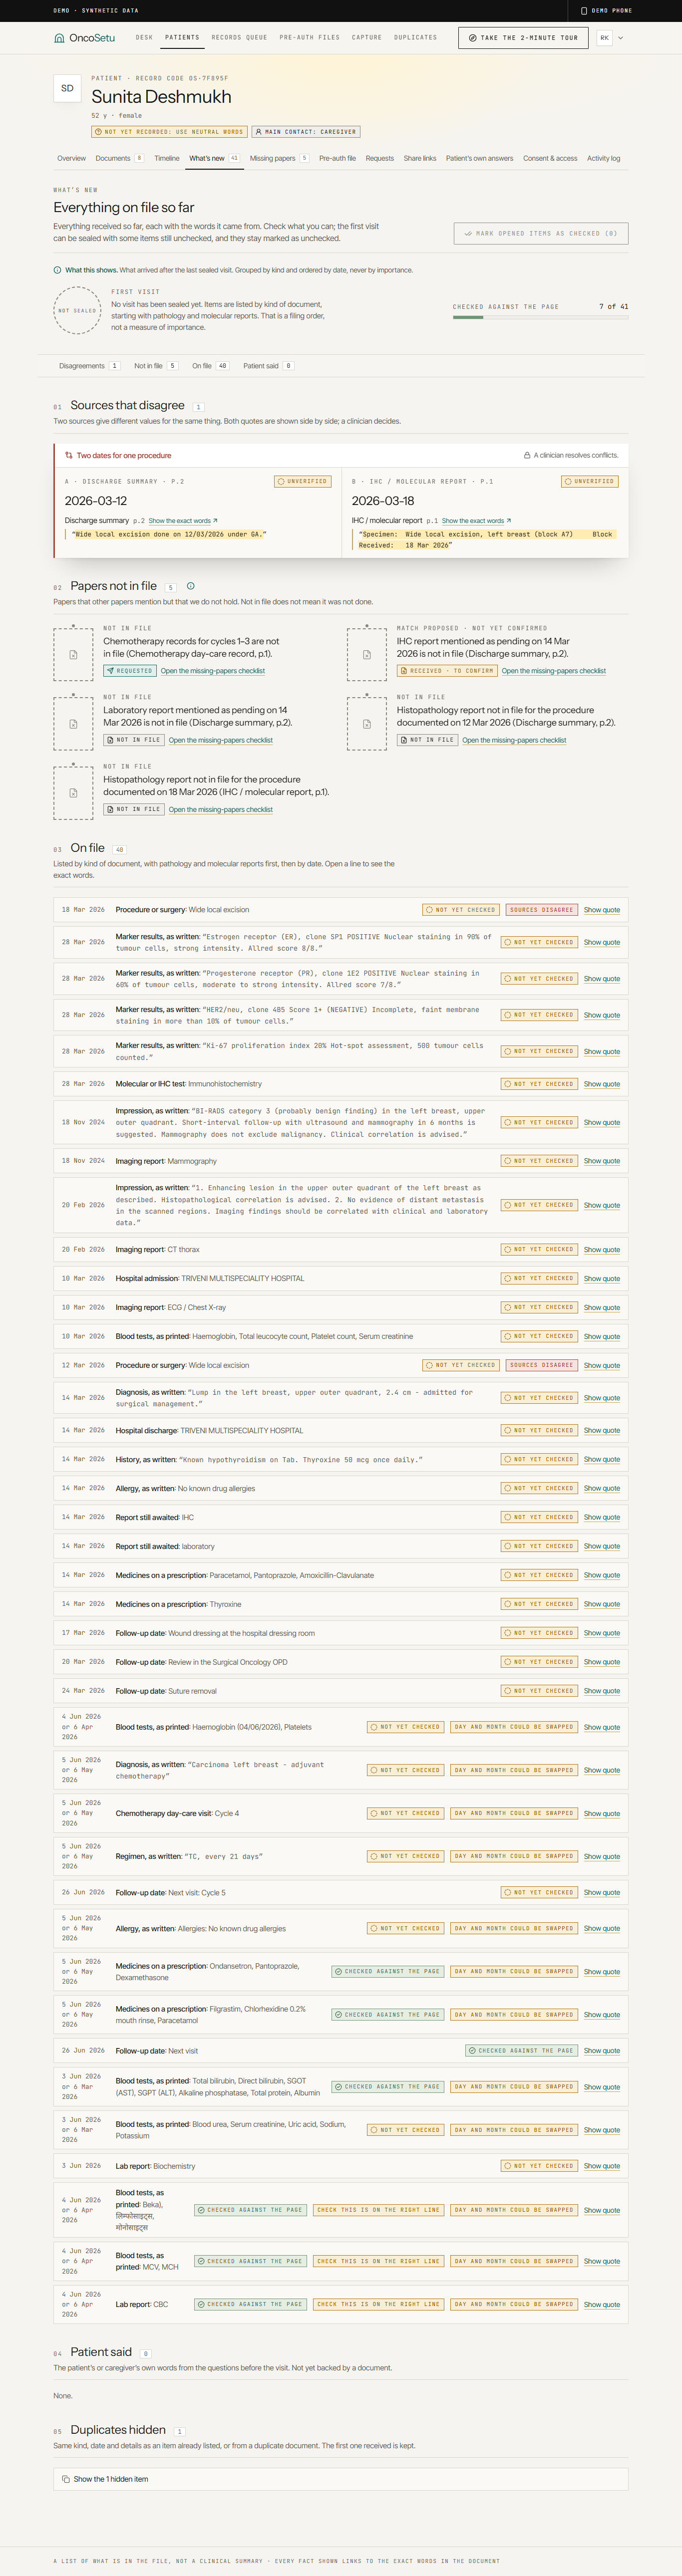 DEMO · SYNTHETIC DATA
DEMO PHONE
OncoSetu
DESK PATIENTS RECORDS QUEUE PRE-AUTH FILES CAPTURE DUPLICATES
TAKE THE 2-MINUTE TOUR
RK
SD
PATIENT · RECORD CODE OS-7F895F
Sunita Deshmukh
52 y · female
NOT YET RECORDED: USE NEUTRAL WORDS
MAIN CONTACT: CAREGIVER
Overview Documents 8 Timeline What's new 41 Missing papers 5 Pre-auth file Requests Share links Patient's own answers Consent & access Activity log
WHAT'S NEW
Everything on file so far
Everything received so far, each with the words it came from. Check what you can; the first visit
can be sealed with some items still unchecked, and they stay marked as unchecked.
MARK OPENED ITEMS AS CHECKED (0)
What this shows. What arrived after the last sealed visit. Grouped by kind and ordered by date, never by importance.
NOT SEALED
FIRST VISIT
No visit has been sealed yet. Items are listed by kind of document,
starting with pathology and molecular reports. That is a filing order,
not a measure of importance.
CHECKED AGAINST THE PAGE 7 of 41
Disagreements 1 Not in file 5 On file 40 Patient said 0
01 Sources that disagree 1
Two sources give different values for the same thing. Both quotes are shown side by side; a clinician decides.
Two dates for one procedure
A clinician resolves conflicts.
A · DISCHARGE SUMMARY · P.2
UNVERIFIED
2026-03-12
Discharge summary p.2 Show the exact words
"Wide local excision done on 12/03/2026 under GA."
B · IHC / MOLECULAR REPORT · P.1
UNVERIFIED
2026-03-18
IHC / molecular report p.1 Show the exact words
"Specimen: Wide local excision, left breast (block A7) Block
Received: 18 Mar 2026"
02 Papers not in file 5
Papers that other papers mention but that we do not hold. Not in file does not mean it was not done.
NOT IN FILE
Chemotherapy records for cycles 1–3 are not
in file (Chemotherapy day-care record, p.1).
REQUESTED Open the missing-papers checklist
MATCH PROPOSED · NOT YET CONFIRMED
IHC report mentioned as pending on 14 Mar
2026 is not in file (Discharge summary, p.2).
RECEIVED · TO CONFIRM Open the missing-papers checklist
NOT IN FILE
Laboratory report mentioned as pending on 14
Mar 2026 is not in file (Discharge summary, p.2).
NOT IN FILE Open the missing-papers checklist
NOT IN FILE
Histopathology report not in file for the procedure
documented on 12 Mar 2026 (Discharge summary, p.2).
NOT IN FILE Open the missing-papers checklist
NOT IN FILE
Histopathology report not in file for the procedure
documented on 18 Mar 2026 (IHC / molecular report, p.1).
NOT IN FILE Open the missing-papers checklist
03 On file 40
Listed by kind of document, with pathology and molecular reports first, then by date. Open a line to see the
exact words.
18 Mar 2026 Procedure or surgery: Wide local excision NOT YET CHECKED SOURCES DISAGREE Show quote
28 Mar 2026 Marker results, as written: "Estrogen receptor (ER), clone SP1 POSITIVE Nuclear staining in 90% of
tumour cells, strong intensity. Allred score 8/8." NOT YET CHECKED Show quote
28 Mar 2026 Marker results, as written: "Progesterone receptor (PR), clone 1E2 POSITIVE Nuclear staining in
60% of tumour cells, moderate to strong intensity. Allred score 7/8." NOT YET CHECKED Show quote
28 Mar 2026 Marker results, as written: "HER2/neu, clone 4B5 Score 1+ (NEGATIVE) Incomplete, faint membrane
staining in more than 10% of tumour cells." NOT YET CHECKED Show quote
28 Mar 2026 Marker results, as written: "Ki-67 proliferation index 20% Hot-spot assessment, 500 tumour cells
counted." NOT YET CHECKED Show quote
28 Mar 2026 Molecular or IHC test: Immunohistochemistry NOT YET CHECKED Show quote
18 Nov 2024 Impression, as written: "BI-RADS category 3 (probably benign finding) in the left breast, upper
outer quadrant. Short-interval follow-up with ultrasound and mammography in 6 months is
suggested. Mammography does not exclude malignancy. Clinical correlation is advised." NOT YET CHECKED Show quote
18 Nov 2024 Imaging report: Mammography NOT YET CHECKED Show quote
20 Feb 2026 Impression, as written: "1. Enhancing lesion in the upper outer quadrant of the left breast as
described. Histopathological correlation is advised. 2. No evidence of distant metastasis
in the scanned regions. Imaging findings should be correlated with clinical and laboratory
data." NOT YET CHECKED Show quote
20 Feb 2026 Imaging report: CT thorax NOT YET CHECKED Show quote
10 Mar 2026 Hospital admission: TRIVENI MULTISPECIALITY HOSPITAL NOT YET CHECKED Show quote
10 Mar 2026 Imaging report: ECG / Chest X-ray NOT YET CHECKED Show quote
10 Mar 2026 Blood tests, as printed: Haemoglobin, Total leucocyte count, Platelet count, Serum creatinine NOT YET CHECKED Show quote
12 Mar 2026 Procedure or surgery: Wide local excision NOT YET CHECKED SOURCES DISAGREE Show quote
14 Mar 2026 Diagnosis, as written: "Lump in the left breast, upper outer quadrant, 2.4 cm - admitted for
surgical management." NOT YET CHECKED Show quote
14 Mar 2026 Hospital discharge: TRIVENI MULTISPECIALITY HOSPITAL NOT YET CHECKED Show quote
14 Mar 2026 History, as written: "Known hypothyroidism on Tab. Thyroxine 50 mcg once daily." NOT YET CHECKED Show quote
14 Mar 2026 Allergy, as written: No known drug allergies NOT YET CHECKED Show quote
14 Mar 2026 Report still awaited: IHC NOT YET CHECKED Show quote
14 Mar 2026 Report still awaited: laboratory NOT YET CHECKED Show quote
14 Mar 2026 Medicines on a prescription: Paracetamol, Pantoprazole, Amoxicillin-Clavulanate NOT YET CHECKED Show quote
14 Mar 2026 Medicines on a prescription: Thyroxine NOT YET CHECKED Show quote
17 Mar 2026 Follow-up date: Wound dressing at the hospital dressing room NOT YET CHECKED Show quote
20 Mar 2026 Follow-up date: Review in the Surgical Oncology OPD NOT YET CHECKED Show quote
24 Mar 2026 Follow-up date: Suture removal NOT YET CHECKED Show quote
4 Jun 2026
or 6 Apr
2026
Blood tests, as printed: Haemoglobin (04/06/2026), Platelets NOT YET CHECKED DAY AND MONTH COULD BE SWAPPED Show quote
5 Jun 2026
or 6 May
2026
Diagnosis, as written: "Carcinoma left breast - adjuvant
chemotherapy" NOT YET CHECKED DAY AND MONTH COULD BE SWAPPED Show quote
5 Jun 2026
or 6 May
2026
Chemotherapy day-care visit: Cycle 4 NOT YET CHECKED DAY AND MONTH COULD BE SWAPPED Show quote
5 Jun 2026
or 6 May
2026
Regimen, as written: "TC, every 21 days" NOT YET CHECKED DAY AND MONTH COULD BE SWAPPED Show quote
26 Jun 2026 Follow-up date: Next visit: Cycle 5 NOT YET CHECKED Show quote
5 Jun 2026
or 6 May
2026
Allergy, as written: Allergies: No known drug allergies NOT YET CHECKED DAY AND MONTH COULD BE SWAPPED Show quote
5 Jun 2026
or 6 May
2026
Medicines on a prescription: Ondansetron, Pantoprazole,
Dexamethasone CHECKED AGAINST THE PAGE DAY AND MONTH COULD BE SWAPPED Show quote
5 Jun 2026
or 6 May
2026
Medicines on a prescription: Filgrastim, Chlorhexidine 0.2%
mouth rinse, Paracetamol CHECKED AGAINST THE PAGE DAY AND MONTH COULD BE SWAPPED Show quote
26 Jun 2026 Follow-up date: Next visit CHECKED AGAINST THE PAGE Show quote
3 Jun 2026
or 6 Mar
2026
Blood tests, as printed: Total bilirubin, Direct bilirubin, SGOT
(AST), SGPT (ALT), Alkaline phosphatase, Total protein, Albumin CHECKED AGAINST THE PAGE DAY AND MONTH COULD BE SWAPPED Show quote
3 Jun 2026
or 6 Mar
2026
Blood tests, as printed: Blood urea, Serum creatinine, Uric acid, Sodium,
Potassium NOT YET CHECKED DAY AND MONTH COULD BE SWAPPED Show quote
3 Jun 2026 Lab report: Biochemistry NOT YET CHECKED Show quote
4 Jun 2026
or 6 Apr
2026
Blood tests, as
printed: Beka),
लिम्फोसाइट्स,
मोनोसाइट्स
CHECKED AGAINST THE PAGE CHECK THIS IS ON THE RIGHT LINE DAY AND MONTH COULD BE SWAPPED Show quote
4 Jun 2026
or 6 Apr
2026
Blood tests, as
printed: MCV, MCH CHECKED AGAINST THE PAGE CHECK THIS IS ON THE RIGHT LINE DAY AND MONTH COULD BE SWAPPED Show quote
4 Jun 2026
or 6 Apr
2026
Lab report: CBC CHECKED AGAINST THE PAGE CHECK THIS IS ON THE RIGHT LINE DAY AND MONTH COULD BE SWAPPED Show quote
04 Patient said 0
The patient's or caregiver's own words from the questions before the visit. Not yet backed by a document.
None.
05 Duplicates hidden 1
Same kind, date and details as an item already listed, or from a duplicate document. The first one received is kept.
Show the 1 hidden item
A LIST OF WHAT IS IN THE FILE, NOT A CLINICAL SUMMARY · EVERY FACT SHOWN LINKS TO THE EXACT WORDS IN THE DOCUMENT